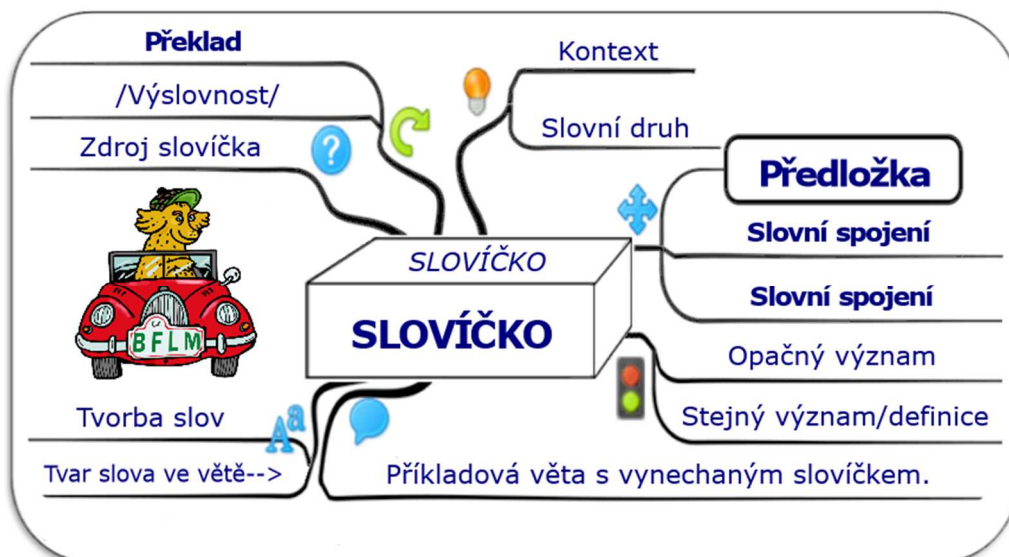 Překlad
/Výslovnost/
Zdroj slovíčka
Kontext
Slovní druh
Předložka
Slovní spojení
Slovní spojení
SLOVÍČKO
SLOVÍČKO
BFLM
Opačný význam
Stejný význam/definice
Tvorba slov
Tvar slova ve větě-->
Příkladová věta s vynechaným slovíčkem.
Aa
?